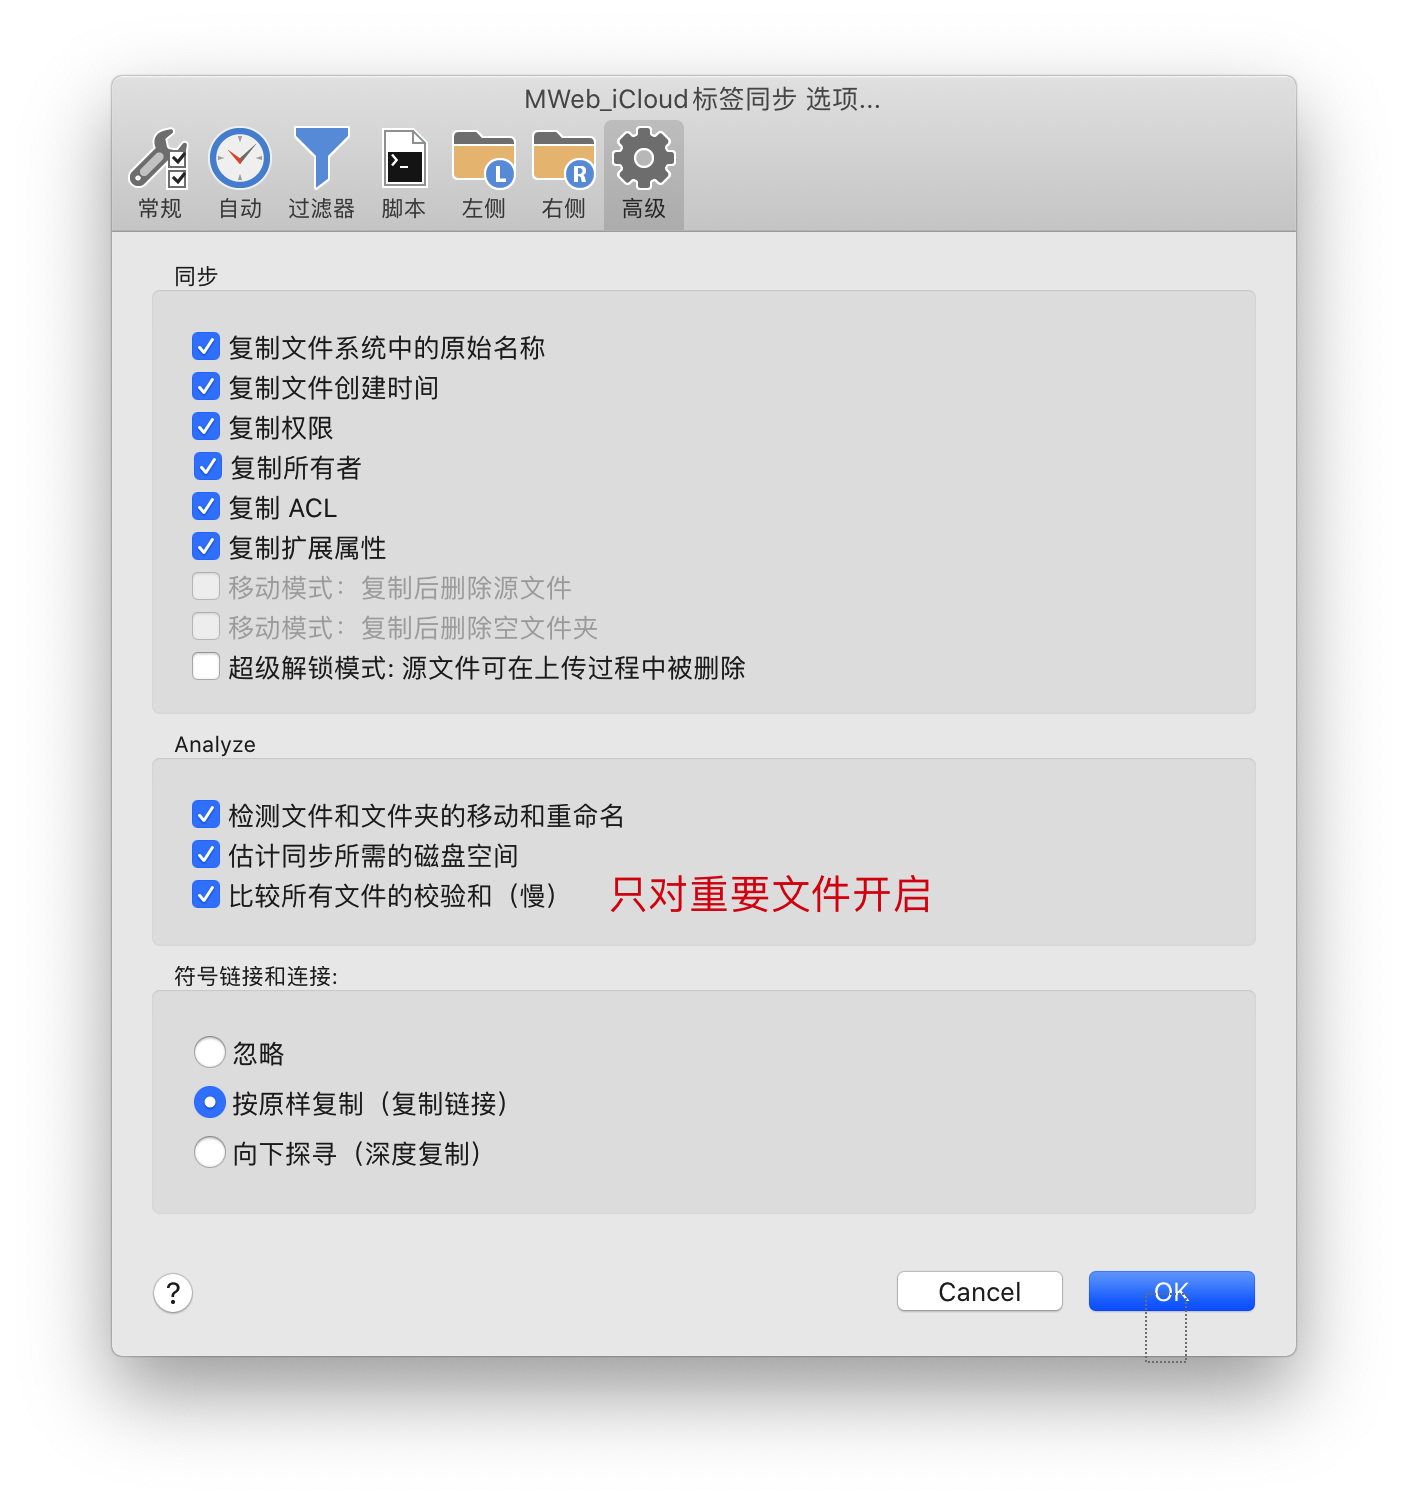 MWeb_iCloud标签同步 选项...
常规 自动 过滤器 脚本 左侧 右侧 高级
L R
同步
复制文件系统中的原始名称
复制文件创建时间
复制权限
复制所有者
复制 ACL
复制扩展属性
移动模式：复制后删除源文件
移动模式：复制后删除空文件夹
超级解锁模式: 源文件可在上传过程中被删除
Analyze
检测文件和文件夹的移动和重命名
估计同步所需的磁盘空间
比较所有文件的校验和（慢） 只对重要文件开启
符号链接和连接:
忽略
按原样复制（复制链接）
向下探寻（深度复制）
? Cancel OK